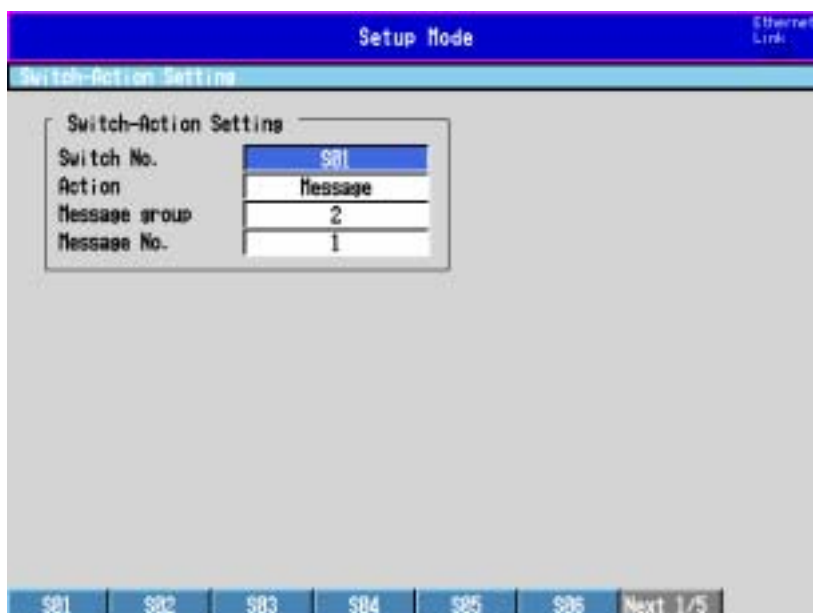 Setup Mode
Ethernet
Link
Switch-Action Setting
Switch-Action Setting
Switch No. S01
Action Message
Message group 2
Message No. 1
S01 S02 S03 S04 S05 S06 Next 1/5